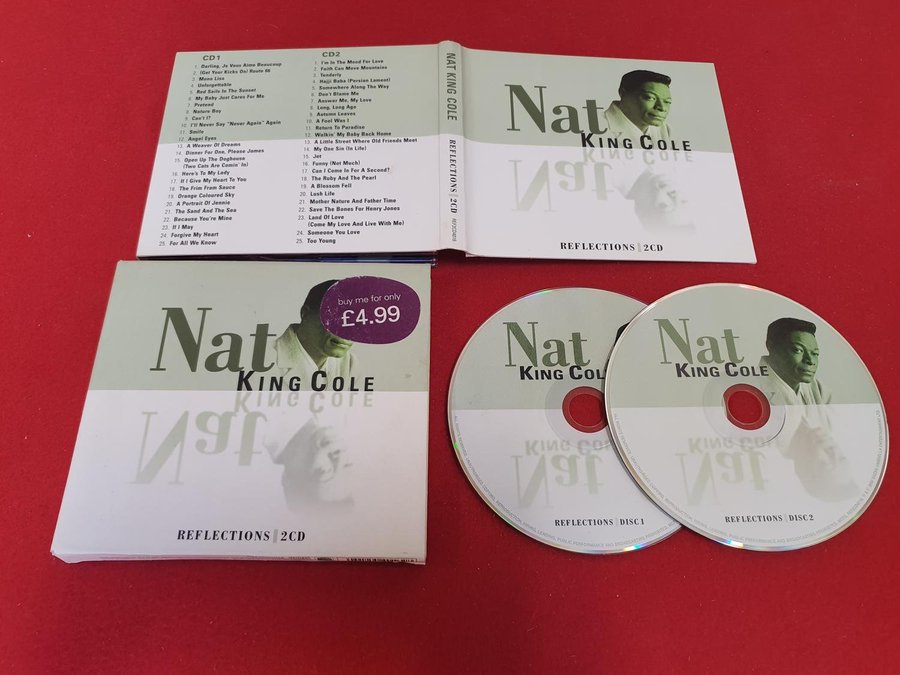 CD1
1. Darling, Je Vous Aime Beaucoup
2. (Get Your Kicks On) Route 66
3. Mona Lisa
4. Unforgettable
5. Red Sails In The Sunset
6. My Baby Just Cares For Me
7. Pretend
8. Nature Boy
9. Can't I?
10. I'll Never Say "Never Again" Again
11. Smile
12. Angel Eyes
13. A Weaver Of Dreams
14. Dinner For One, Please James
15. Open Up The Doghouse
(Two Cats Are Comin' In)
16. Here's To My Lady
17. If I Give My Heart To You
18. The Frim Fram Sauce
19. Orange Coloured Sky
20. A Portrait Of Jennie
21. The Sand And The Sea
22. Because You're Mine
23. If I May
24. Forgive My Heart
25. For All We Know
CD2
1. I'm In The Mood For Love
2. Faith Can Move Mountains
3. Tenderly
4. Hajji Baba (Persian Lament)
5. Somewhere Along The Way
6. Don't Blame Me
7. Answer Me, My Love
8. Long, Long Ago
9. Autumn Leaves
10. A Fool Was I
11. Return To Paradise
12. Walkin' My Baby Back Home
13. A Little Street Where Old Friends Meet
14. My One Sin (In Life)
15. Jet
16. Funny (Not Much)
17. Can I Come In For A Second?
18. The Ruby And The Pearl
19. A Blossom Fell
20. Lush Life
21. Mother Nature And Father Time
22. Save The Bones For Henry Jones
23. Land Of Love
(Come My Love And Live With Me)
24. Someone You Love
25. Too Young
NAT KING COLE REFLECTIONS 2CD
Nat
KING COLE
Nat
KING COLE
REFLECTIONS 2CD
buy me for only
£4.99
Nat
KING COLE
KING COLE
Nat
REFLECTIONS 2CD
Nat
KING COLE
KING COLE
Nat
REFLECTIONS DISC 1
Nat
KING COLE
KING COLE
Nat
REFLECTIONS DISC 2